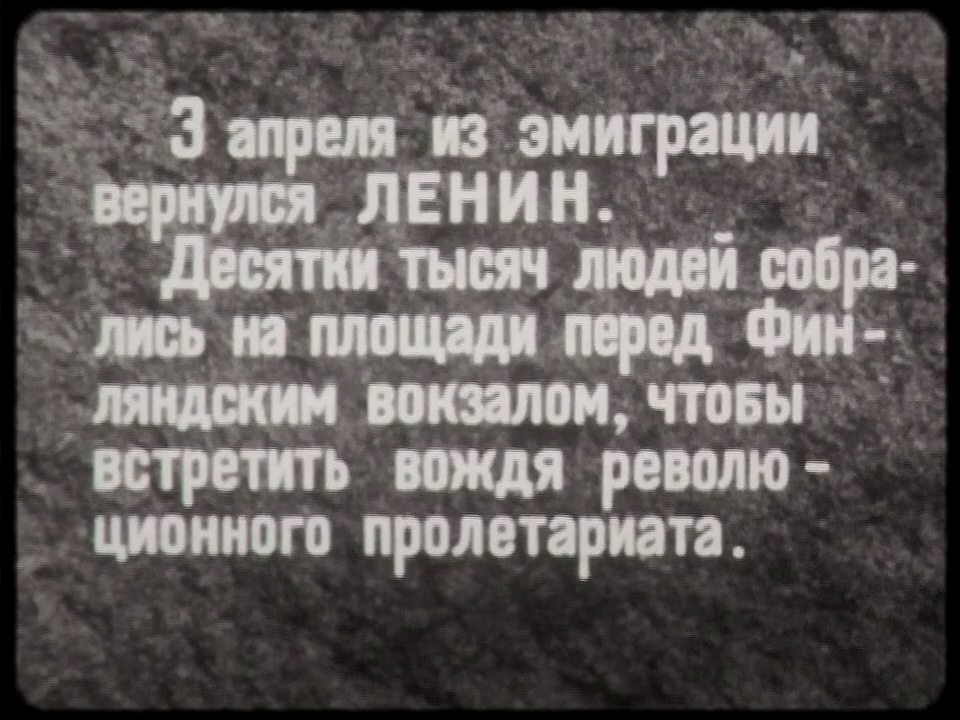 3 апреля из эмиграции
вернулся ЛЕНИН.
Десятки тысяч людей собра-
лись на площади перед Фин-
ляндским вокзалом, чтобы
встретить вождя револю-
ционного пролетариата.